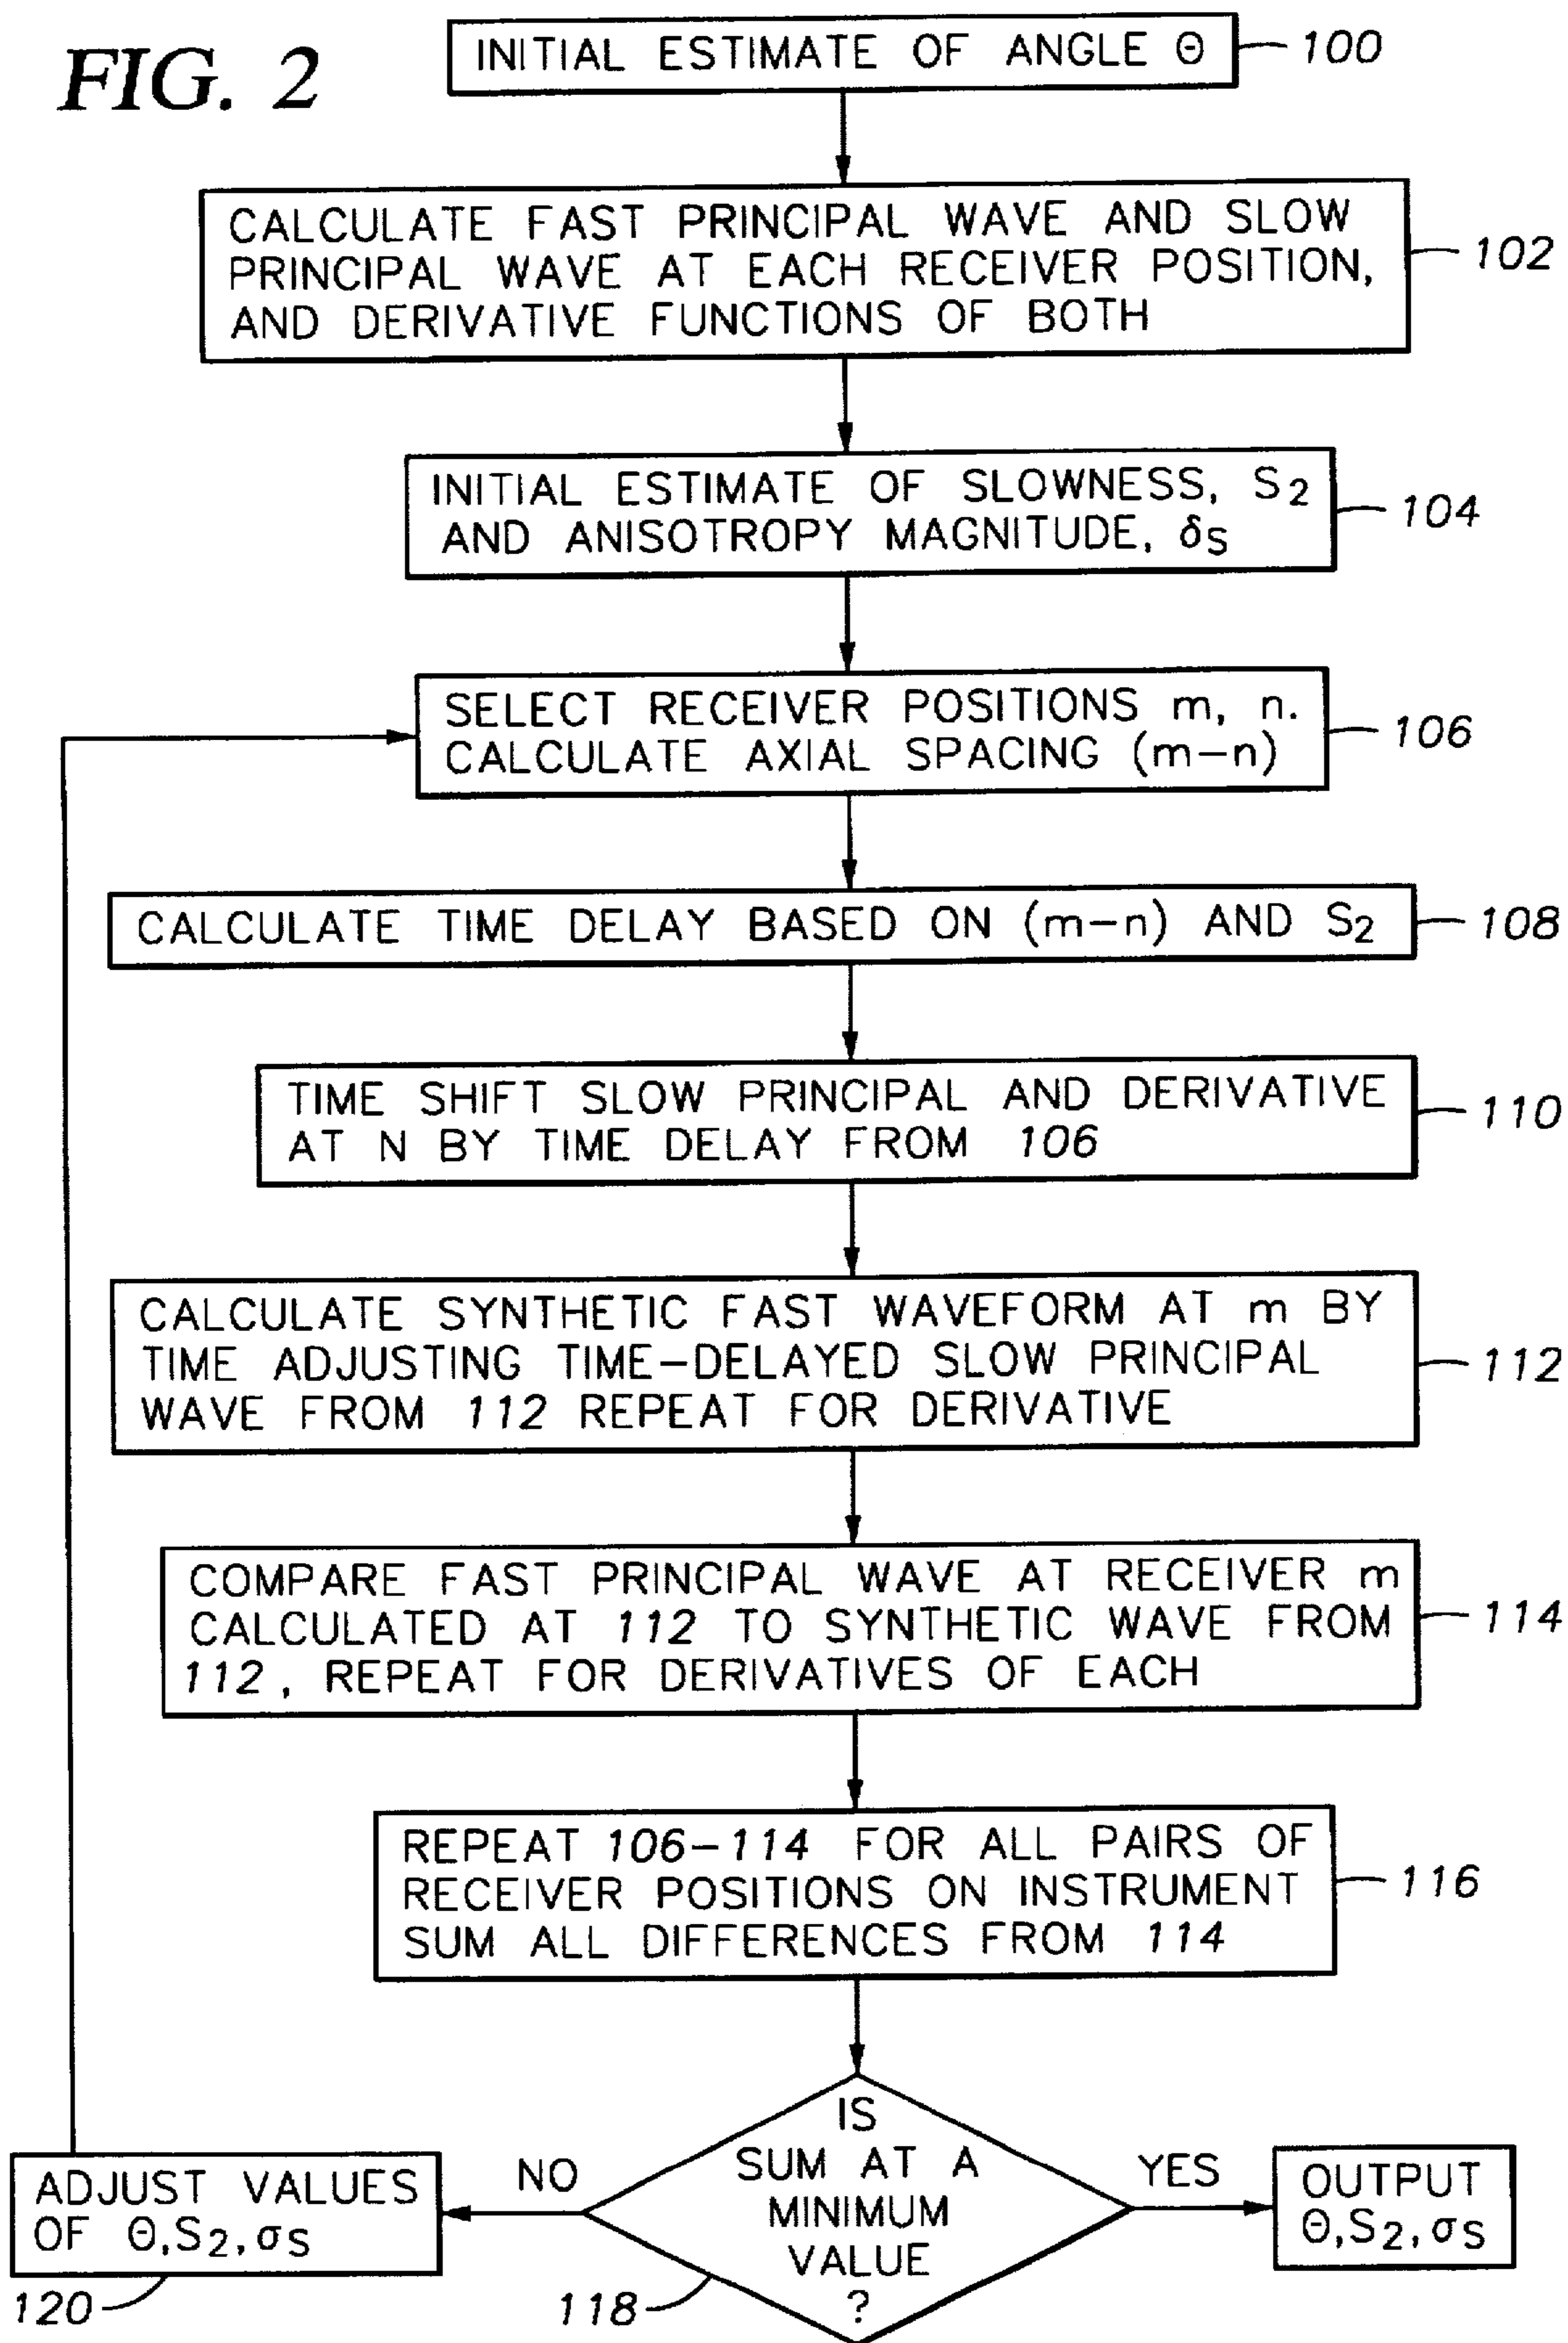 FIG. 2
INITIAL ESTIMATE OF ANGLE Θ
100
CALCULATE FAST PRINCIPAL WAVE AND SLOW
PRINCIPAL WAVE AT EACH RECEIVER POSITION,
AND DERIVATIVE FUNCTIONS OF BOTH
102
INITIAL ESTIMATE OF SLOWNESS, S2
AND ANISOTROPY MAGNITUDE, δS
104
SELECT RECEIVER POSITIONS m, n.
CALCULATE AXIAL SPACING (m-n)
106
CALCULATE TIME DELAY BASED ON (m-n) AND S2
108
TIME SHIFT SLOW PRINCIPAL AND DERIVATIVE
AT N BY TIME DELAY FROM 106
110
CALCULATE SYNTHETIC FAST WAVEFORM AT m BY
TIME ADJUSTING TIME-DELAYED SLOW PRINCIPAL
WAVE FROM 112 REPEAT FOR DERIVATIVE
112
COMPARE FAST PRINCIPAL WAVE AT RECEIVER m
CALCULATED AT 112 TO SYNTHETIC WAVE FROM
112, REPEAT FOR DERIVATIVES OF EACH
114
REPEAT 106-114 FOR ALL PAIRS OF
RECEIVER POSITIONS ON INSTRUMENT
SUM ALL DIFFERENCES FROM 114
116
IS
SUM AT A
MINIMUM
VALUE
?
118
NO
ADJUST VALUES
OF Θ,S2,σS
120
YES
OUTPUT
Θ,S2,σS